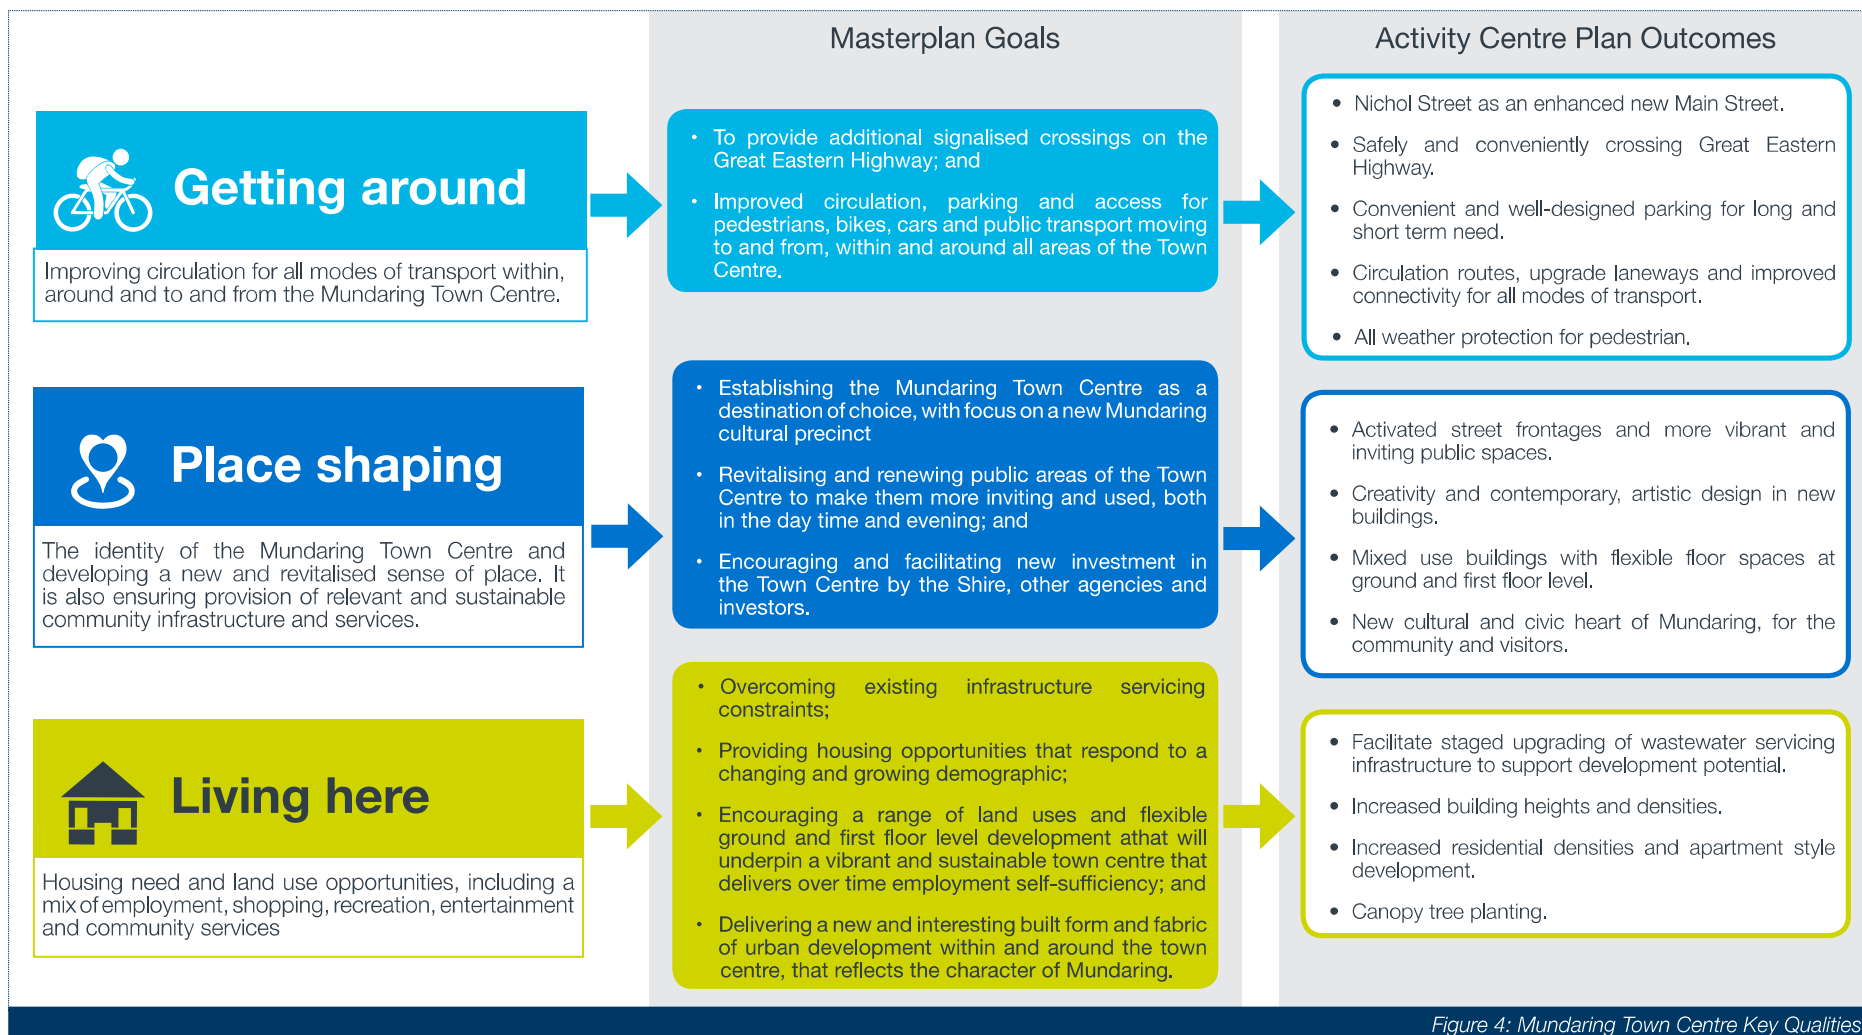 Masterplan Goals
Activity Centre Plan Outcomes
Getting around
Improving circulation for all modes of transport within,
around and to and from the Mundaring Town Centre.
• To provide additional signalised crossings on the
Great Eastern Highway; and
• Improved circulation, parking and access for
pedestrians, bikes, cars and public transport moving
to and from, within and around all areas of the Town
Centre.
• Nichol Street as an enhanced new Main Street.
• Safely and conveniently crossing Great Eastern
Highway.
• Convenient and well-designed parking for long and
short term need.
• Circulation routes, upgrade laneways and improved
connectivity for all modes of transport.
• All weather protection for pedestrian.
Place shaping
The identity of the Mundaring Town Centre and
developing a new and revitalised sense of place. It
is also ensuring provision of relevant and sustainable
community infrastructure and services.
• Establishing the Mundaring Town Centre as a
destination of choice, with focus on a new Mundaring
cultural precinct
• Revitalising and renewing public areas of the Town
Centre to make them more inviting and used, both
in the day time and evening; and
• Encouraging and facilitating new investment in
the Town Centre by the Shire, other agencies and
investors.
• Activated street frontages and more vibrant and
inviting public spaces.
• Creativity and contemporary, artistic design in new
buildings.
• Mixed use buildings with flexible floor spaces at
ground and first floor level.
• New cultural and civic heart of Mundaring, for the
community and visitors.
Living here
Housing need and land use opportunities, including a
mix of employment, shopping, recreation, entertainment
and community services
• Overcoming existing infrastructure servicing
constraints;
• Providing housing opportunities that respond to a
changing and growing demographic;
• Encouraging a range of land uses and flexible
ground and first floor level development athat will
underpin a vibrant and sustainable town centre that
delivers over time employment self-sufficiency; and
• Delivering a new and interesting built form and fabric
of urban development within and around the town
centre, that reflects the character of Mundaring.
• Facilitate staged upgrading of wastewater servicing
infrastructure to support development potential.
• Increased building heights and densities.
• Increased residential densities and apartment style
development.
• Canopy tree planting.
Figure 4: Mundaring Town Centre Key Qualities